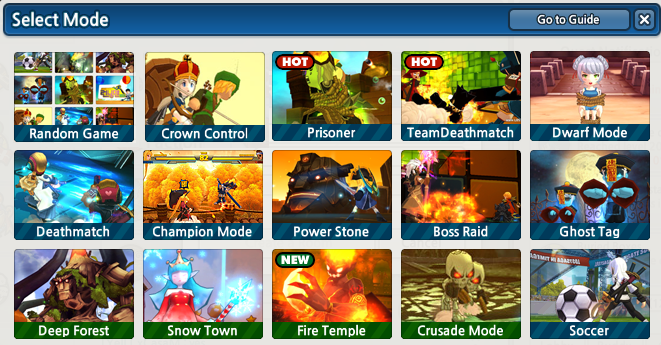 Select Mode
Go to Guide
Random Game
Crown Control
HOT
Prisoner
HOT
TeamDeathmatch
Dwarf Mode
Deathmatch
Champion Mode
Power Stone
Boss Raid
Ghost Tag
Deep Forest
Snow Town
NEW
Fire Temple
Crusade Mode
Soccer